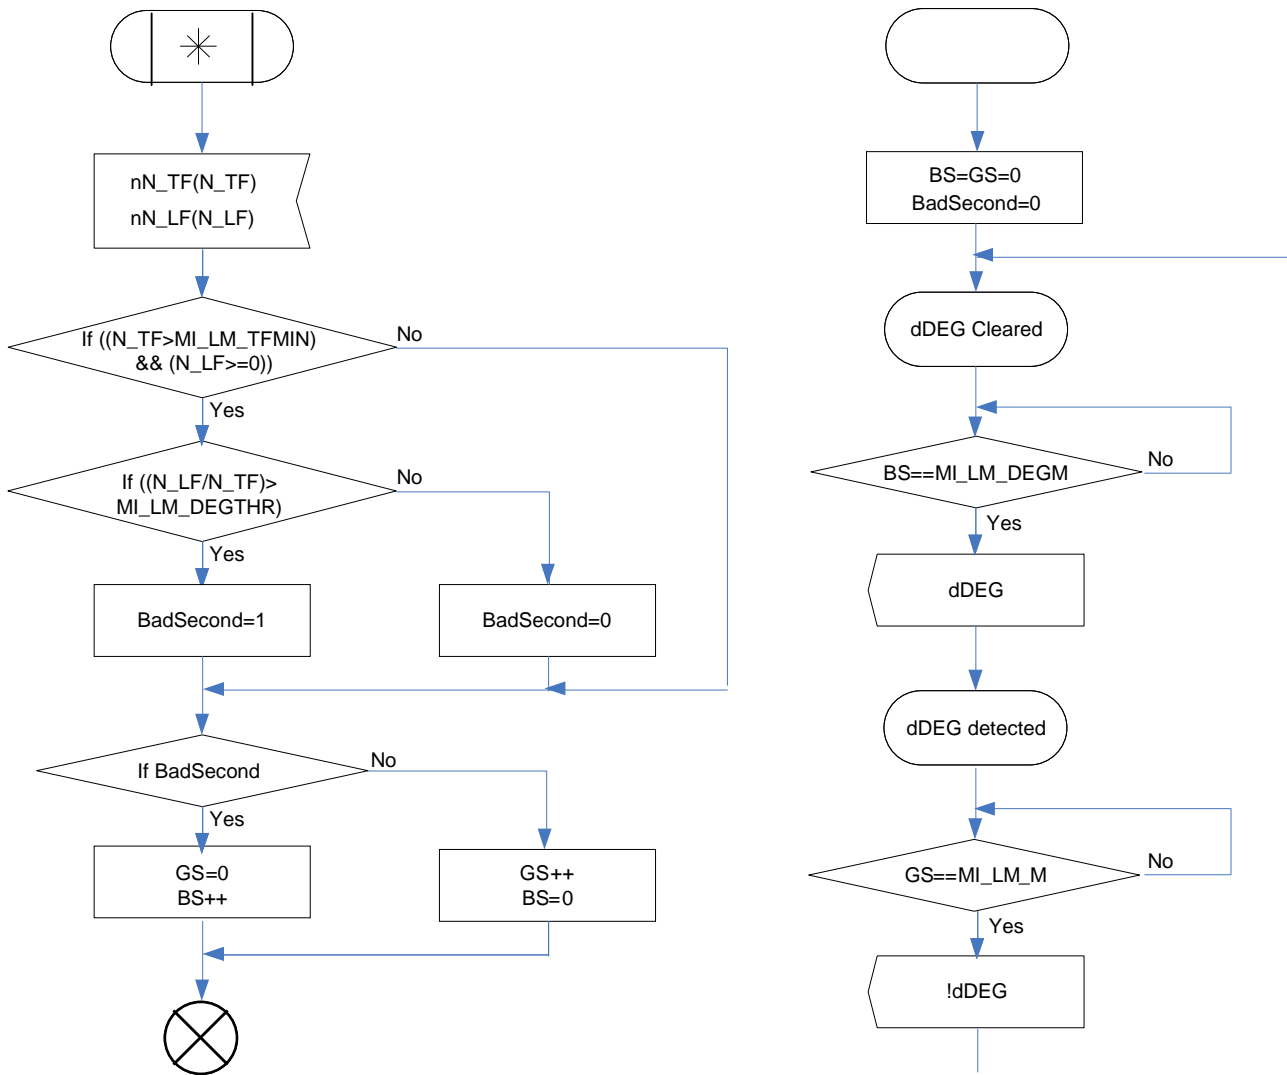 nN_TF(N_TF)
nN_LF(N_LF)
If ((N_TF>MI_LM_TFMIN)
&& (N_LF>=0))
No
Yes
If ((N_LF/N_TF)>
MI_LM_DEGTHR)
No
Yes
BadSecond=1
BadSecond=0
If BadSecond
No
Yes
GS=0
BS++
GS++
BS=0
BS=GS=0
BadSecond=0
dDEG Cleared
BS==MI_LM_DEGM
No
Yes
dDEG
dDEG detected
GS==MI_LM_M
No
Yes
!dDEG